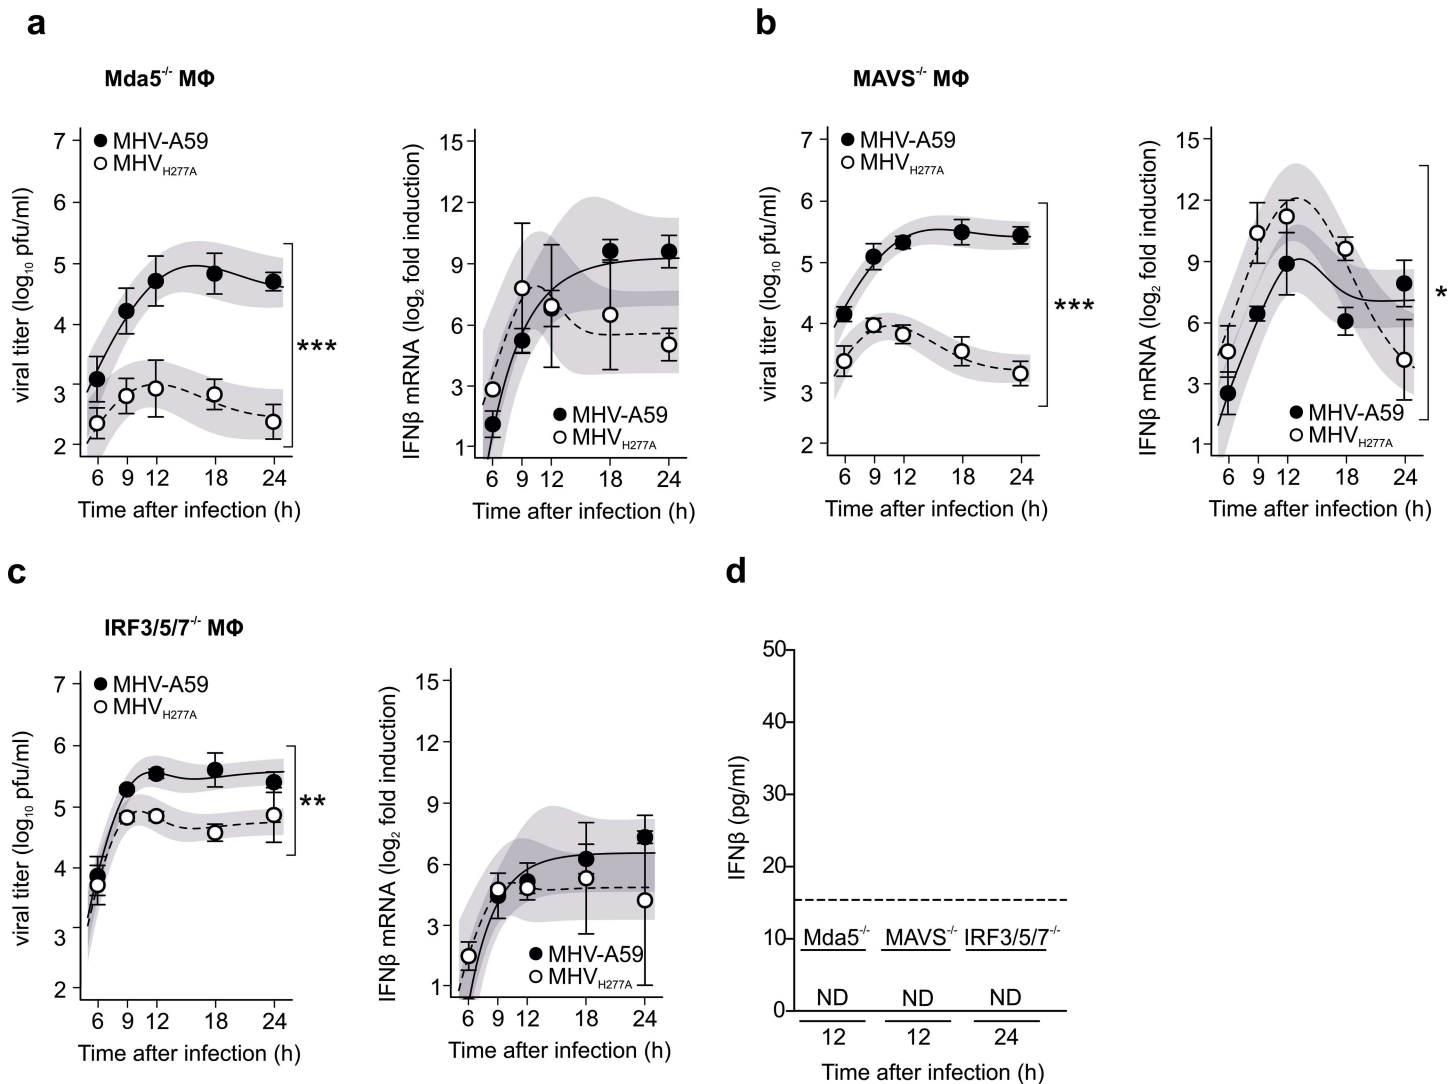 a
Mda5-/- MΦ
MHV-A59
MHVH277A
viral titer (log10 pfu/ml)
7
6
5
4
3
2
6 9 12 18 24
Time after infection (h)
***
IFNβ mRNA (log2 fold induction)
15
12
9
6
3
1
MHV-A59
MHVH277A
6 9 12 18 24
Time after infection (h)
b
MAVS-/- MΦ
MHV-A59
MHVH277A
viral titer (log10 pfu/ml)
7
6
5
4
3
2
6 9 12 18 24
Time after infection (h)
***
IFNβ mRNA (log2 fold induction)
15
12
9
6
3
1
MHV-A59
MHVH277A
6 9 12 18 24
Time after infection (h)
*
c
IRF3/5/7-/- MΦ
MHV-A59
MHVH277A
viral titer (log10 pfu/ml)
7
6
5
4
3
2
6 9 12 18 24
Time after infection (h)
**
IFNβ mRNA (log2 fold induction)
15
12
9
6
3
1
MHV-A59
MHVH277A
6 9 12 18 24
Time after infection (h)
d
IFNβ (pg/ml)
50
40
30
20
10
0
Mda5-/- MAVS-/- IRF3/5/7-/-
ND ND ND
12 12 24
Time after infection (h)